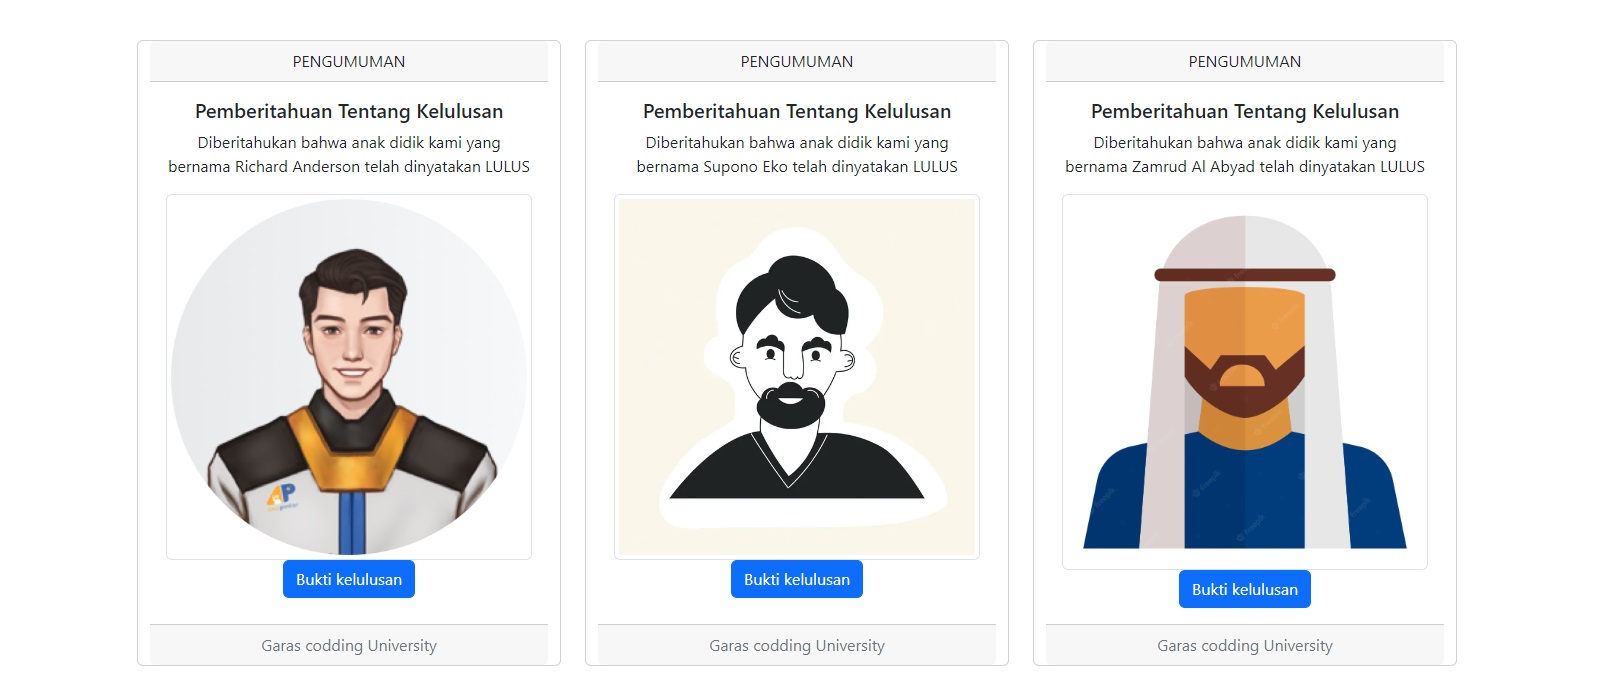 PENGUMUMAN
Pemberitahuan Tentang Kelulusan
Diberitahukan bahwa anak didik kami yang
bernama Richard Anderson telah dinyatakan LULUS
AP
Bukti kelulusan
Garas codding University
PENGUMUMAN
Pemberitahuan Tentang Kelulusan
Diberitahukan bahwa anak didik kami yang
bernama Supono Eko telah dinyatakan LULUS
Bukti kelulusan
Garas codding University
PENGUMUMAN
Pemberitahuan Tentang Kelulusan
Diberitahukan bahwa anak didik kami yang
bernama Zamrud Al Abyad telah dinyatakan LULUS
freepik
Bukti kelulusan
Garas codding University